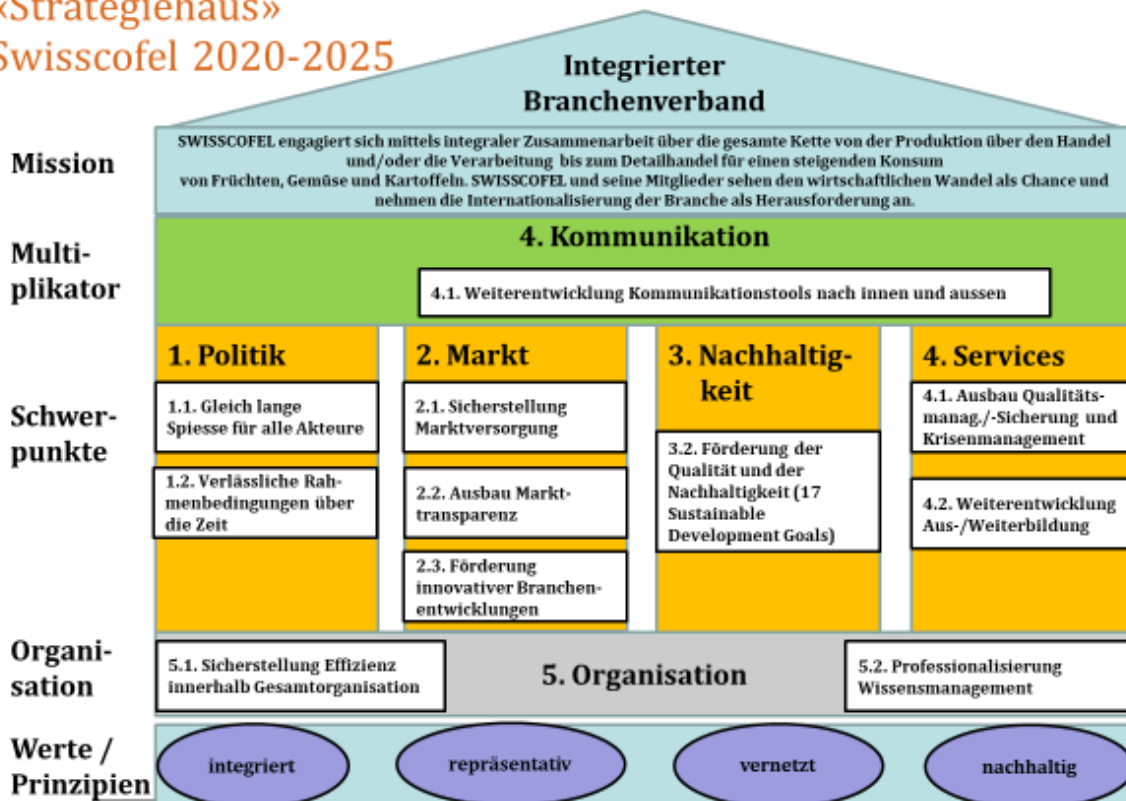 «Strategiehaus»
Swisscofel 2020-2025
Integrierter
Branchenverband
Mission
SWISSCOFEL engagiert sich mittels integraler Zusammenarbeit über die gesamte Kette von der Produktion über den Handel
und/oder die Verarbeitung bis zum Detailhandel für einen steigenden Konsum
von Früchten, Gemüse und Kartoffeln. SWISSCOFEL und seine Mitglieder sehen den wirtschaftlichen Wandel als Chance und
nehmen die Internationalisierung der Branche als Herausforderung an.
Multi-
plikator
4. Kommunikation
4.1. Weiterentwicklung Kommunikationstools nach innen und aussen
Schwer-
punkte
1. Politik
1.1. Gleich lange
Spiesse für alle Akteure
1.2. Verlässliche Rah-
menbedingungen über
die Zeit
2. Markt
2.1. Sicherstellung
Marktversorgung
2.2. Ausbau Markt-
transparenz
2.3. Förderung
innovativer Branchen-
entwicklungen
3. Nachhaltig-
keit
3.2. Förderung der
Qualität und der
Nachhaltigkeit (17
Sustainable
Development Goals)
4. Services
4.1. Ausbau Qualitäts-
manag./-Sicherung und
Krisenmanagement
4.2. Weiterentwicklung
Aus-/Weiterbildung
Organi-
sation
5.1. Sicherstellung Effizienz
innerhalb Gesamtorganisation
5. Organisation
5.2. Professionalisierung
Wissensmanagement
Werte /
Prinzipien
integriert
repräsentativ
vernetzt
nachhaltig